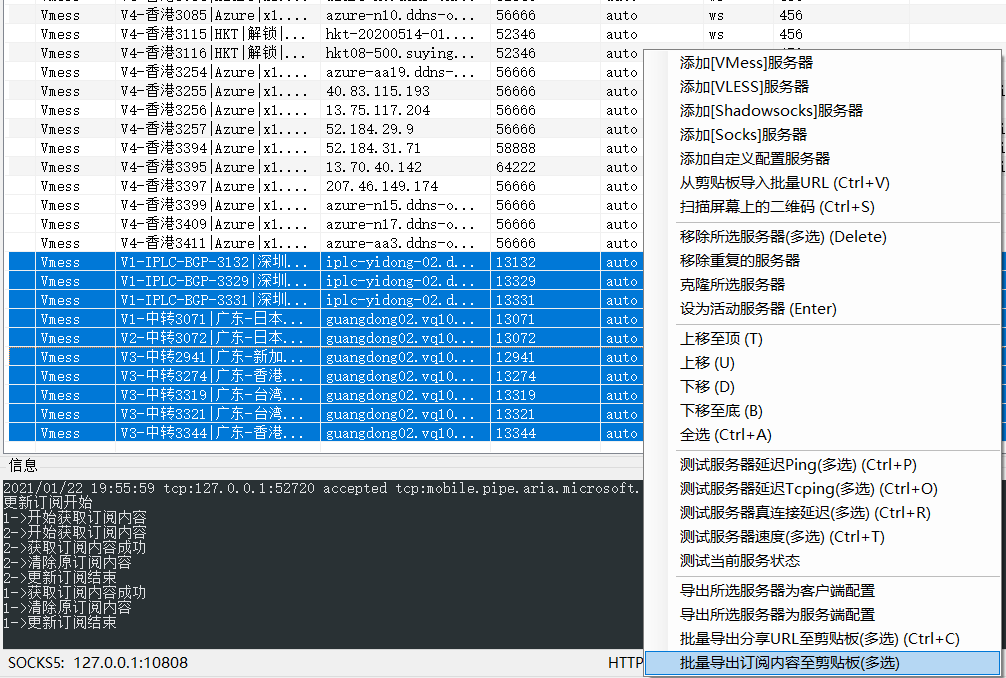 Vmess V4-香港3085|Azure|x1.... azure-n10.ddns-o... 56666 auto ws 456
Vmess V4-香港3115|HKT|解锁|... hkt-20200514-01.... 52346 auto ws 456
Vmess V4-香港3116|HKT|解锁|... hkt08-500.suying... 52346 auto
Vmess V4-香港3254|Azure|x1.... azure-aa19.ddns-... 56666 auto
Vmess V4-香港3255|Azure|x1.... 40.83.115.193 56666 auto
Vmess V4-香港3256|Azure|x1.... 13.75.117.204 56666 auto
Vmess V4-香港3257|Azure|x1.... 52.184.29.9 56666 auto
Vmess V4-香港3394|Azure|x1.... 52.184.31.71 58888 auto
Vmess V4-香港3395|Azure|x1.... 13.70.40.142 64222 auto
Vmess V4-香港3397|Azure|x1.... 207.46.149.174 56666 auto
Vmess V4-香港3399|Azure|x1.... azure-n15.ddns-o... 56666 auto
Vmess V4-香港3409|Azure|x1.... azure-n17.ddns-o... 56666 auto
Vmess V4-香港3411|Azure|x1.... azure-aa3.ddns-o... 56666 auto
Vmess V1-IPLC-BGP-3132|深圳... iplc-yidong-02.d... 13132 auto
Vmess V1-IPLC-BGP-3329|深圳... iplc-yidong-02.d... 13329 auto
Vmess V1-IPLC-BGP-3331|深圳... iplc-yidong-02.d... 13331 auto
Vmess V1-中转3071|广东-日本... guangdong02.vq10... 13071 auto
Vmess V2-中转3072|广东-日本... guangdong02.vq10... 13072 auto
Vmess V3-中转2941|广东-新加... guangdong02.vq10... 12941 auto
Vmess V3-中转3274|广东-香港... guangdong02.vq10... 13274 auto
Vmess V3-中转3319|广东-台湾... guangdong02.vq10... 13319 auto
Vmess V3-中转3321|广东-台湾... guangdong02.vq10... 13321 auto
Vmess V3-中转3344|广东-香港... guangdong02.vq10... 13344 auto
添加[VMess]服务器
添加[VLESS]服务器
添加[Shadowsocks]服务器
添加[Socks]服务器
添加自定义配置服务器
从剪贴板导入批量URL (Ctrl+V)
扫描屏幕上的二维码 (Ctrl+S)
移除所选服务器(多选) (Delete)
移除重复的服务器
克隆所选服务器
设为活动服务器 (Enter)
上移至顶 (T)
上移 (U)
下移 (D)
下移至底 (B)
全选 (Ctrl+A)
测试服务器延迟Ping(多选) (Ctrl+P)
测试服务器延迟Tcping(多选) (Ctrl+O)
测试服务器真连接延迟(多选) (Ctrl+R)
测试服务器速度(多选) (Ctrl+T)
测试当前服务状态
导出所选服务器为客户端配置
导出所选服务器为服务端配置
批量导出分享URL至剪贴板(多选) (Ctrl+C)
批量导出订阅内容至剪贴板(多选)
信息
2021/01/22 19:55:59 tcp:127.0.0.1:52720 accepted tcp:mobile.pipe.aria.microsoft.
更新订阅开始
1->开始获取订阅内容
2->开始获取订阅内容
2->获取订阅内容成功
2->清除原订阅内容
2->更新订阅结束
1->获取订阅内容成功
1->清除原订阅内容
1->更新订阅结束
SOCKS5: 127.0.0.1:10808 HTTP